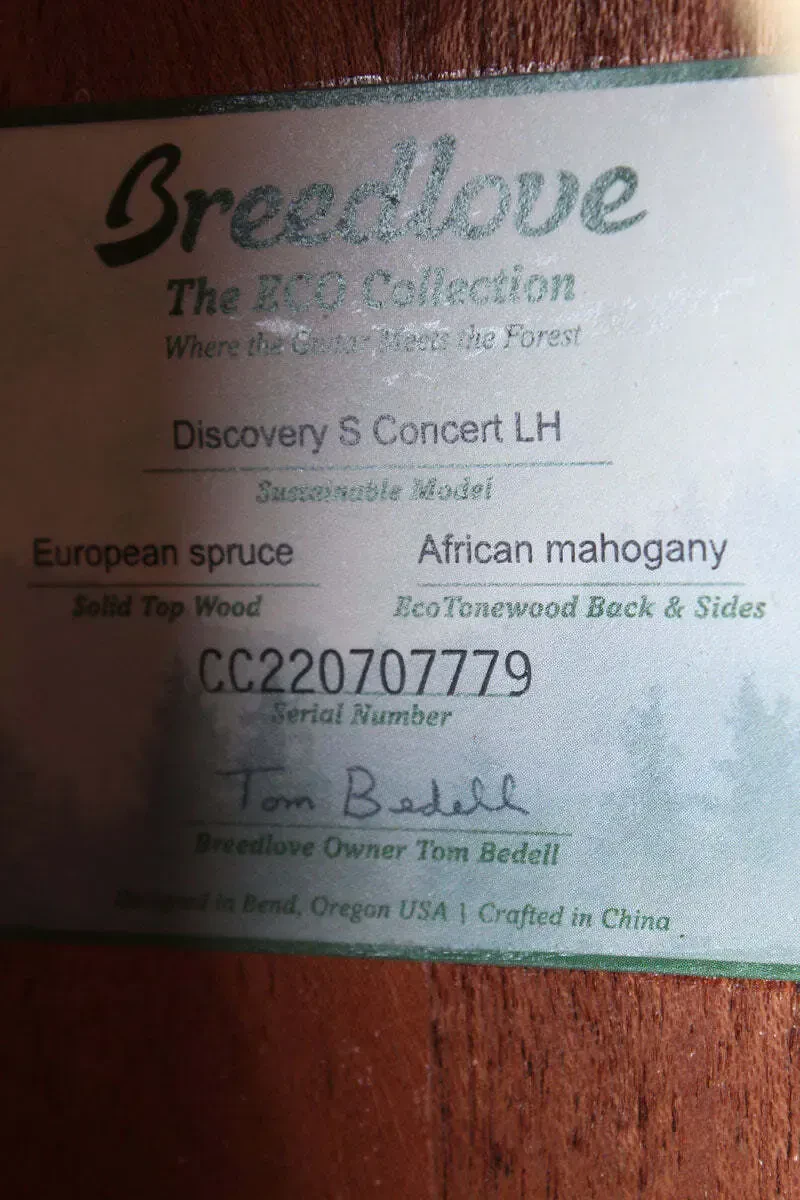 Breedlove
The ECO Collection
Where the Guitar Meets the Forest
Discovery S Concert LH
Sustainable Model
European spruce African mahogany
Solid Top Wood EcoTonewood Back & Sides
CC220707779
Serial Number
Tom Bedell
Breedlove Owner Tom Bedell
Designed in Bend, Oregon USA | Crafted in China